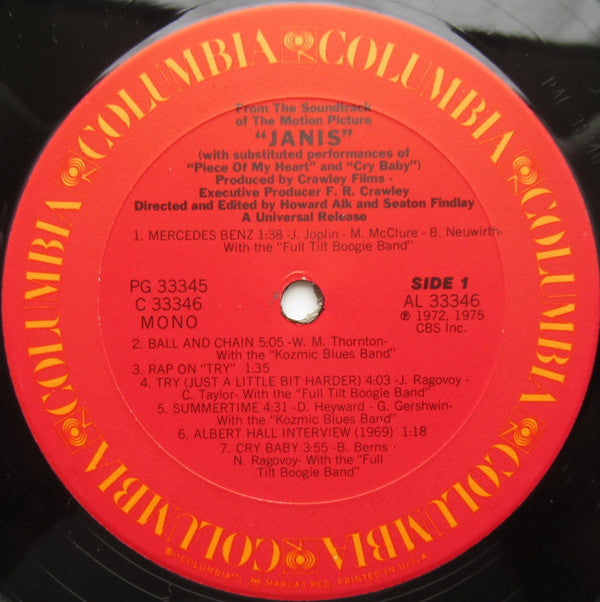 COLUMBIA COLUMBIA COLUMBIA COLUMBIA COLUMBIA COLUMBIA
From The Soundtrack
of The Motion Picture
"JANIS"
(with substituted performances of
"Piece Of My Heart" and "Cry Baby")
Produced by Crawley Films -
Executive Producer F. R. Crawley
Directed and Edited by Howard Alk and Seaton Findlay
A Universal Release
1. MERCEDES BENZ 1:38 -J. Joplin - M. McClure - B. Neuwirth-
With the "Full Tilt Boogie Band"
PG 33345
C 33346
MONO
SIDE 1
AL 33346
℗ 1972, 1975
CBS Inc.
2. BALL AND CHAIN 5:05 -W. M. Thornton-
With the "Kozmic Blues Band"
3. RAP ON "TRY" 1:35
4. TRY (JUST A LITTLE BIT HARDER) 4:03 -J. Ragovoy -
C. Taylor- With the "Full Tilt Boogie Band"
5. SUMMERTIME 4:31 -D. Heyward - G. Gershwin-
With the "Kozmic Blues Band"
6. ALBERT HALL INTERVIEW (1969) 1:18
7. CRY BABY 3:55 -B. Berns -
N. Ragovoy- With the "Full
Tilt Boogie Band"
"COLUMBIA", MARCAS REG. PRINTED IN U.S.A.